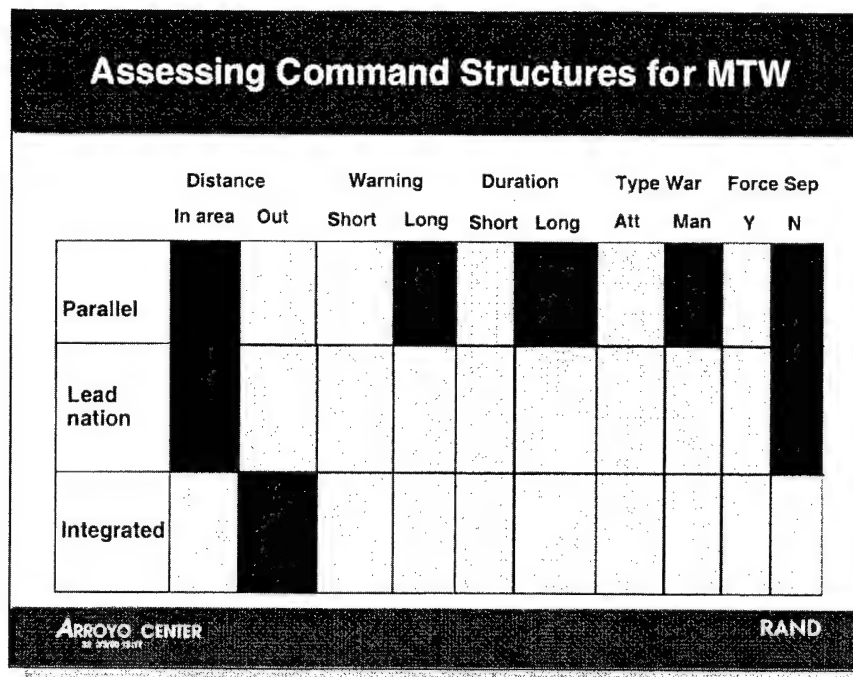 Assessing Command Structures for MTW
Distance Warning Duration Type War Force Sep
In area Out Short Long Short Long Att Man Y N
Parallel
Lead
nation
Integrated
ARROYO CENTER RAND